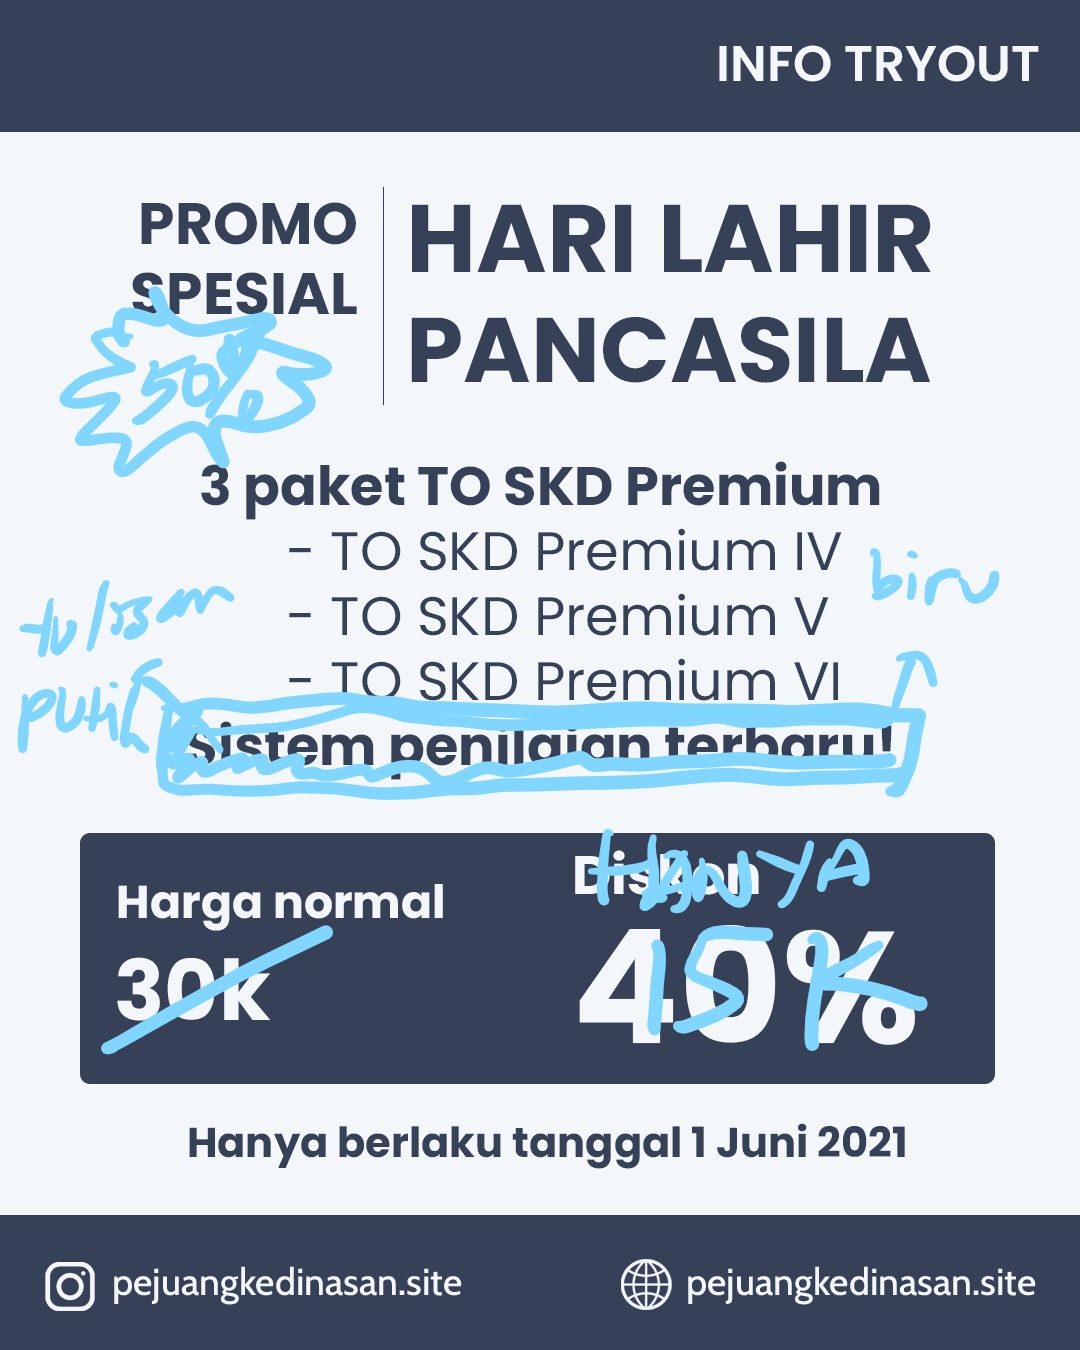 INFO TRYOUT
PROMO
SPESIAL
HARI LAHIR
PANCASILA
50%
3 paket TO SKD Premium
- TO SKD Premium IV
biru
- TO SKD Premium V
- TO SKD Premium VI
putih
Sistem penilaian terbaru!
Harga normal
30k
Diskon
40%
HANYA
15K
Hanya berlaku tanggal 1 Juni 2021
pejuangkedinasan.site
pejuangkedinasan.site